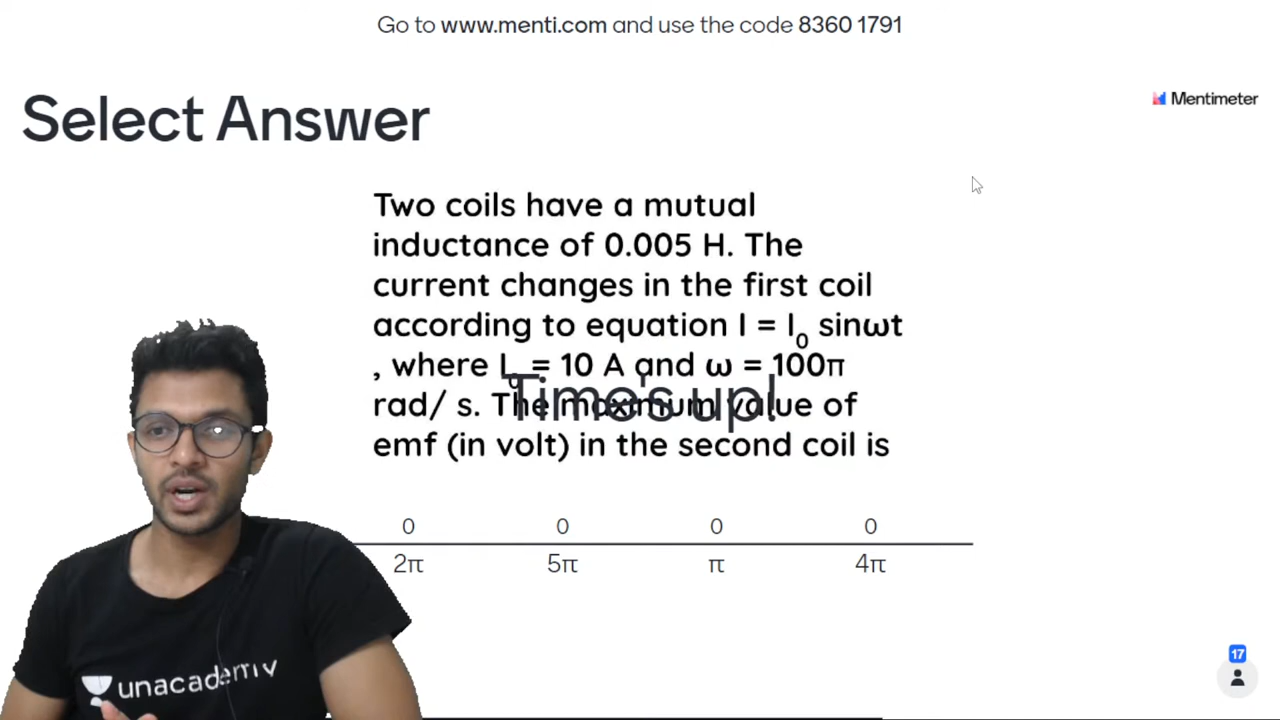 Go to www.menti.com and use the code 8360 1791
Select Answer
Mentimeter
Two coils have a mutual
inductance of 0.005 H. The
current changes in the first coil
according to equation I = I₀ sinωt
, where I₀ = 10 A and ω = 100π
rad/ s. The maximum value of
Time's up!
emf (in volt) in the second coil is
0 0 0 0
2π 5π π 4π
unacademy
17